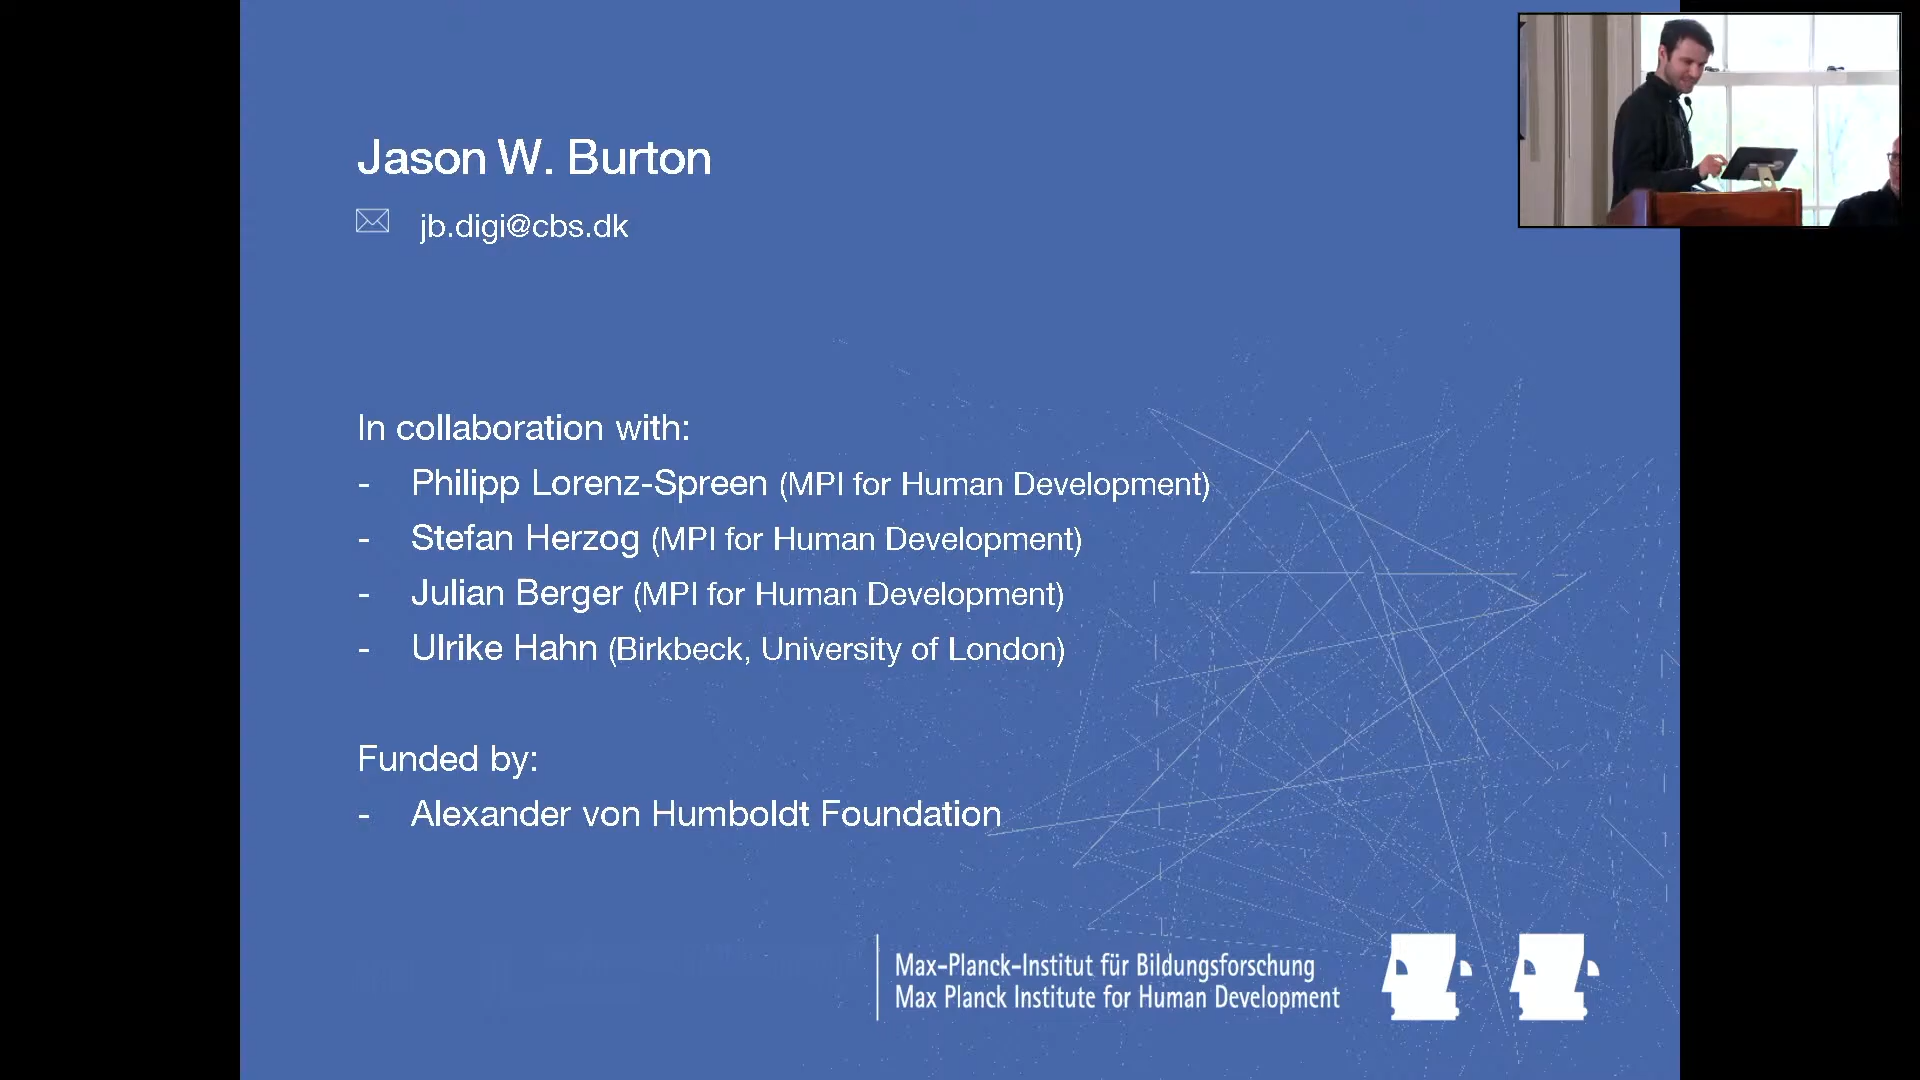 Jason W. Burton
jb.digi@cbs.dk
In collaboration with:
- Philipp Lorenz-Spreen (MPI for Human Development)
- Stefan Herzog (MPI for Human Development)
- Julian Berger (MPI for Human Development)
- Ulrike Hahn (Birkbeck, University of London)
Funded by:
- Alexander von Humboldt Foundation
Max-Planck-Institut für Bildungsforschung
Max Planck Institute for Human Development